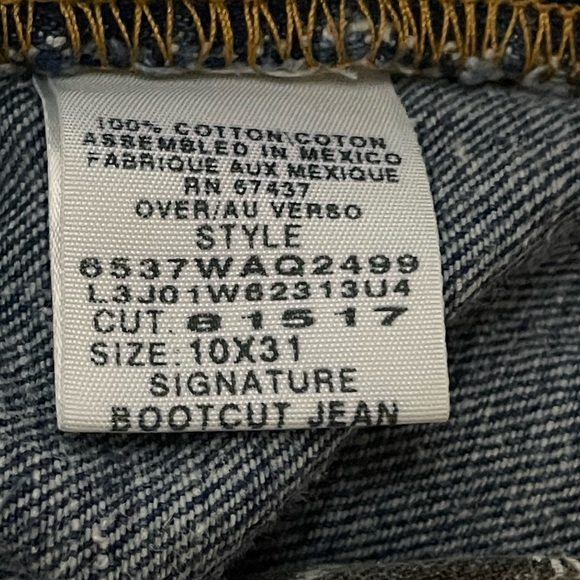 100% COTTON\COTON
ASSEMBLED IN MEXICO
FABRIQUE AUX MEXIQUE
RN 67437
OVER/AU VERSO
STYLE
6537WAQ2499
L3J01W62313U4
CUT. 61517
SIZE: 10X31
SIGNATURE
BOOTCUT JEAN